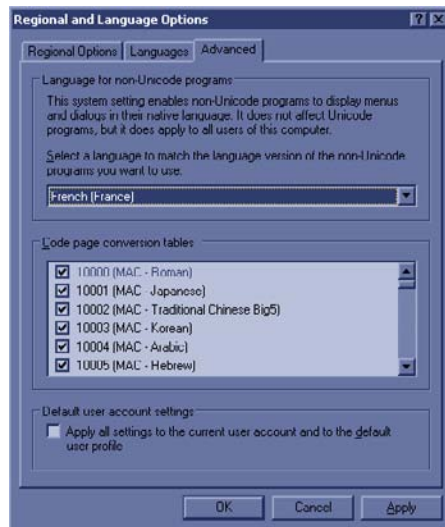 Regional and Language Options
Regional Options Languages Advanced
Language for non-Unicode programs
This system setting enables non-Unicode programs to display menus
and dialogs in their native language. It does not affect Unicode
programs, but it does apply to all users of this computer.
Select a language to match the language version of the non-Unicode
programs you want to use.
French (France)
Code page conversion tables
10000 (MAC - Roman)
10001 (MAC - Japanese)
10002 (MAC - Traditional Chinese Big5)
10003 (MAC - Korean)
10004 (MAC - Arabic)
10005 (MAC - Hebrew)
Default user account settings
Apply all settings to the current user account and to the default
user profile
OK Cancel Apply